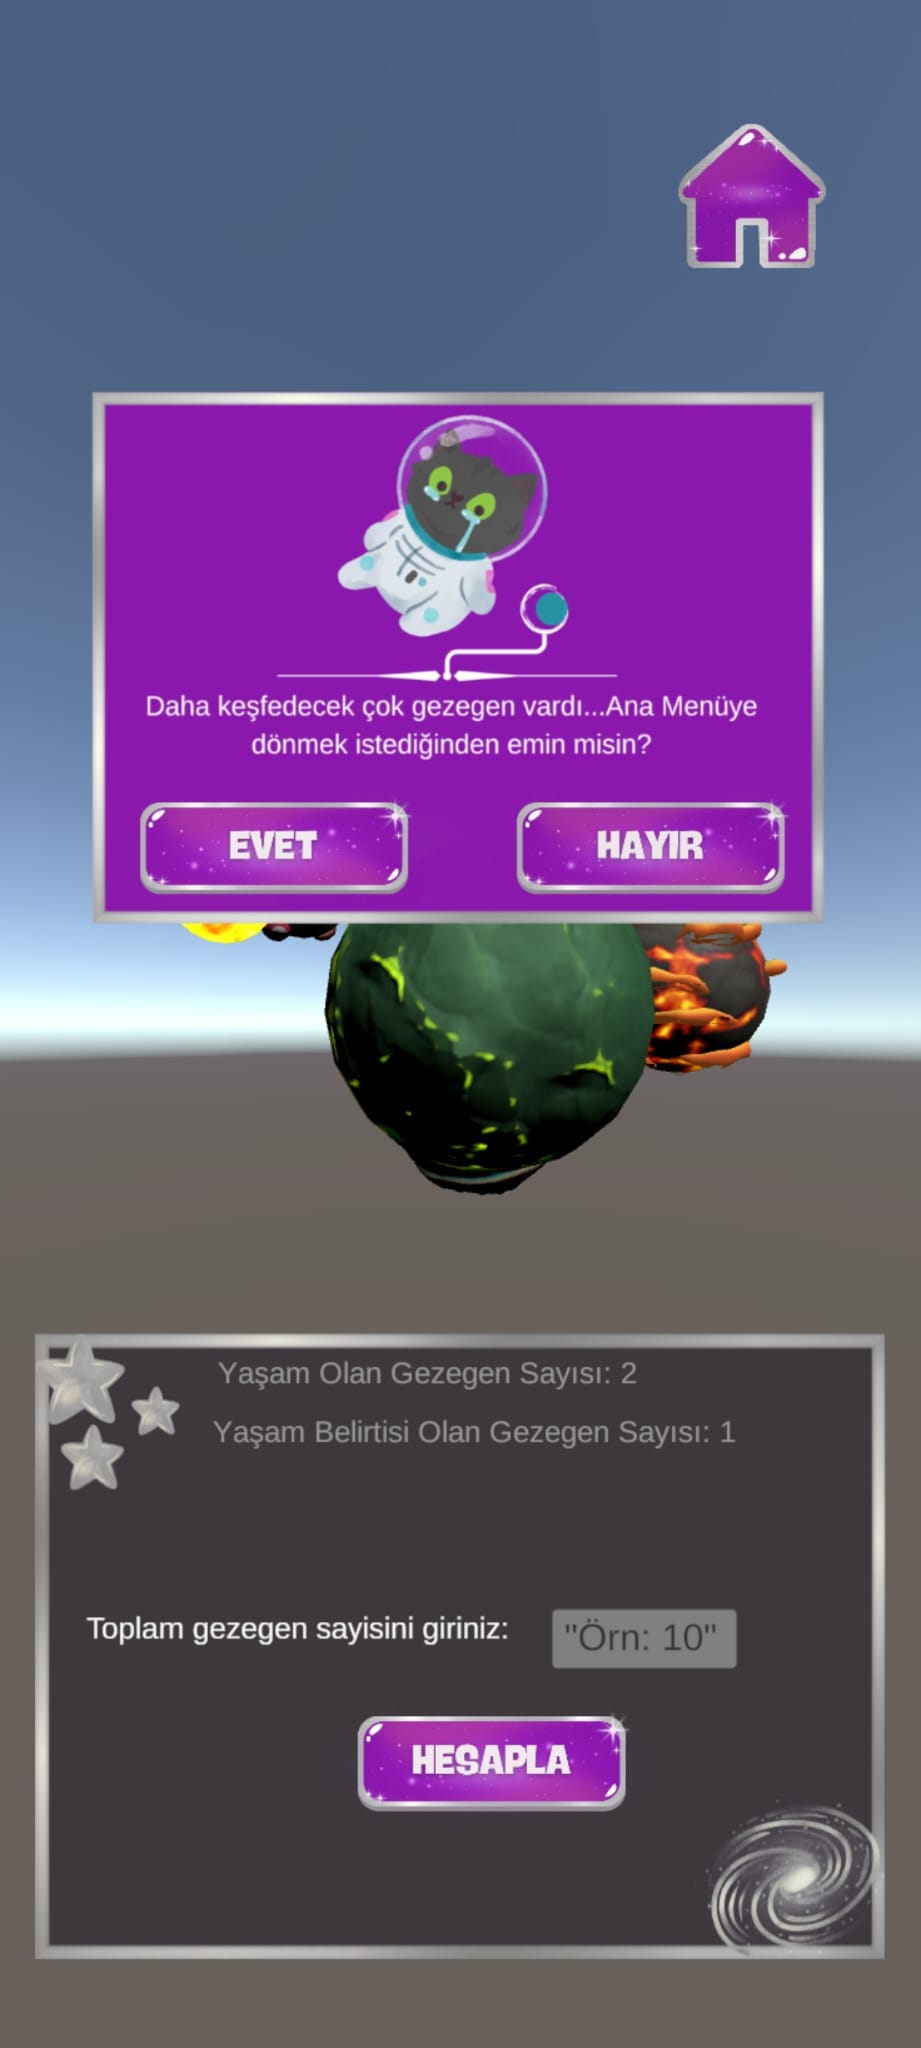 Daha keşfedecek çok gezegen vardı...Ana Menüye
dönmek istediğinden emin misin?
EVET
HAYIR
Yaşam Olan Gezegen Sayısı: 2
Yaşam Belirtisi Olan Gezegen Sayısı: 1
Toplam gezegen sayisini giriniz:
"Örn: 10"
HESAPLA